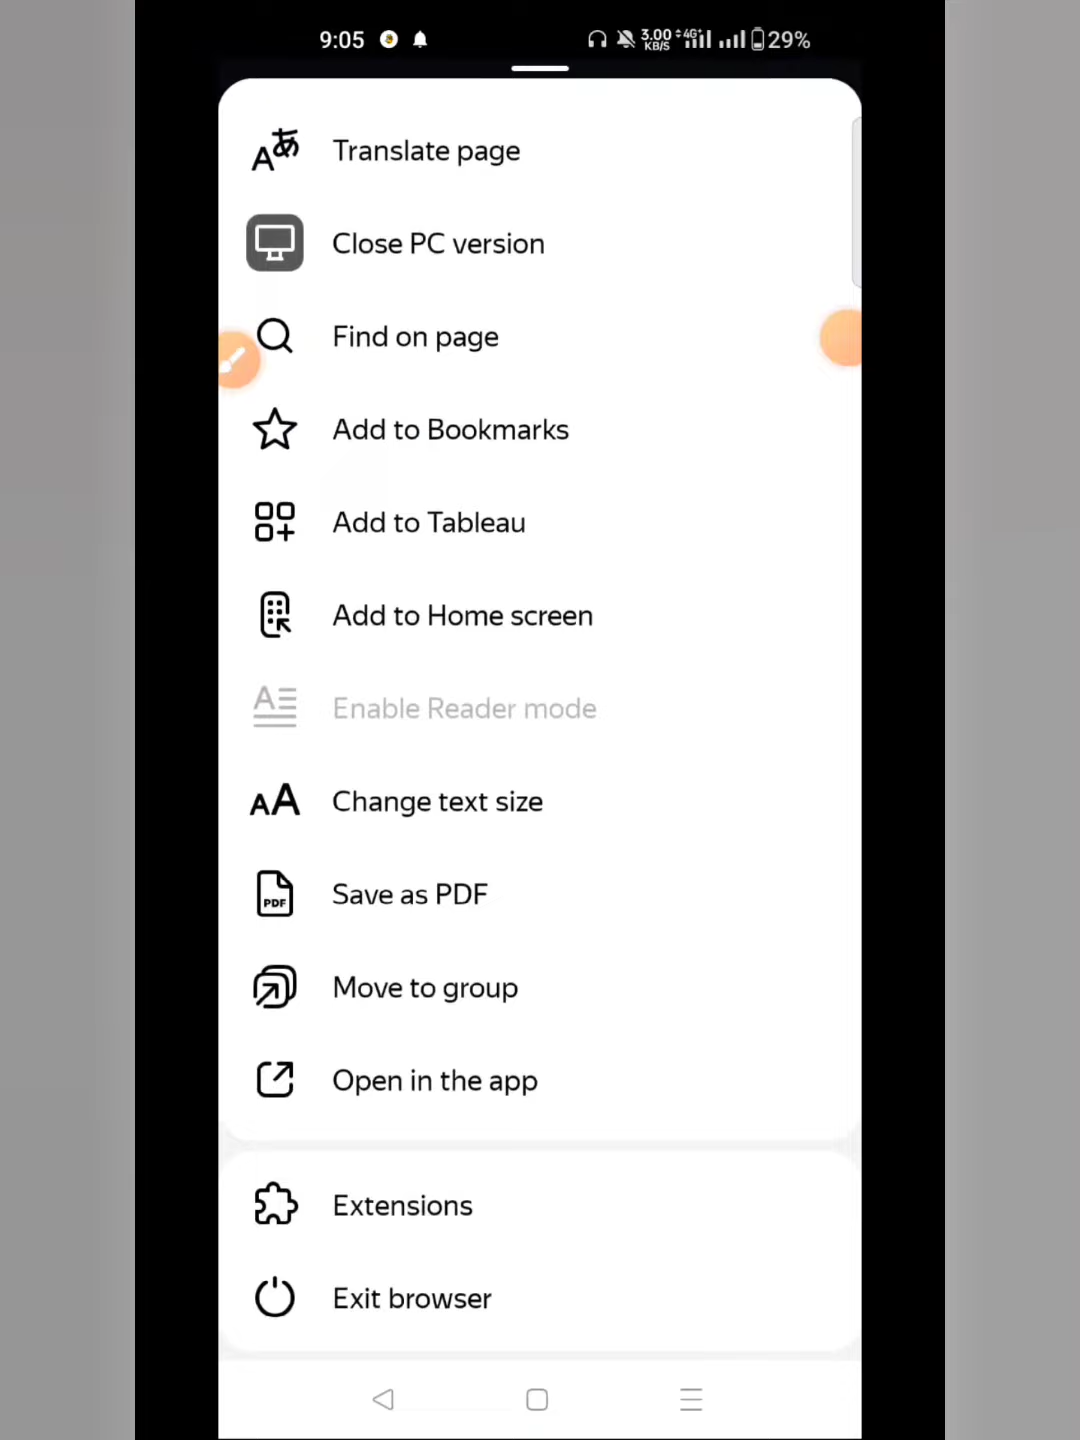 9:05 3.00 KB/S 4G+ 29%
Aあ Translate page
Close PC version
Find on page
Add to Bookmarks
Add to Tableau
Add to Home screen
A Enable Reader mode
AA Change text size
PDF Save as PDF
Move to group
Open in the app
Extensions
Exit browser